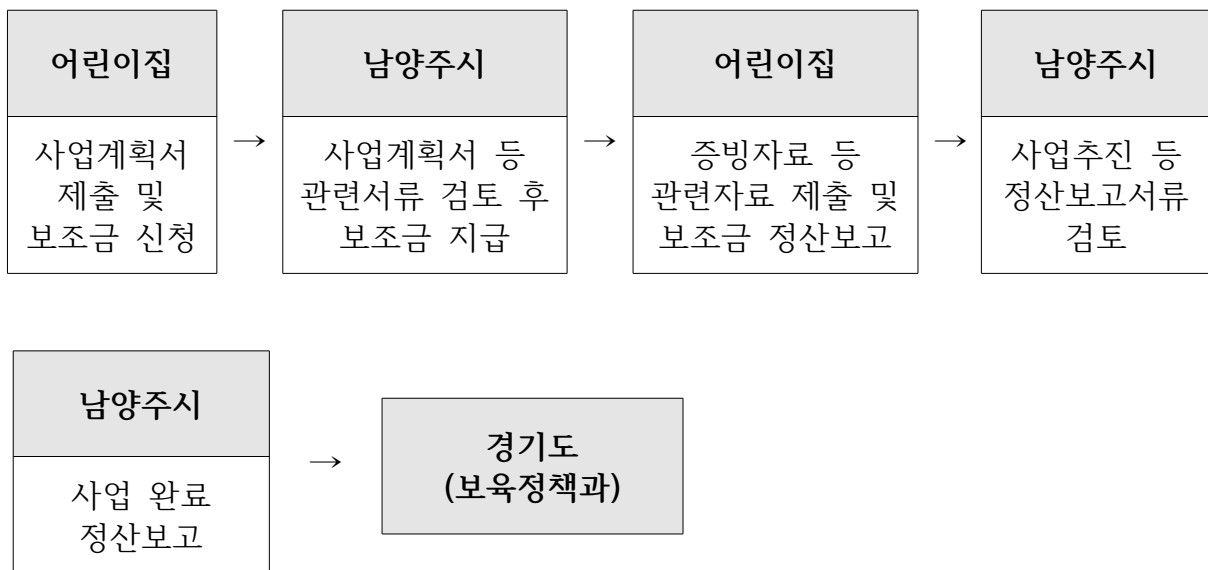 어린이집
사업계획서
제출 및
보조금 신청
→
남양주시
사업계획서 등
관련서류 검토 후
보조금 지급
→
어린이집
증빙자료 등
관련자료 제출 및
보조금 정산보고
→
남양주시
사업추진 등
정산보고서류
검토
남양주시
사업 완료
정산보고
→
경기도
(보육정책과)